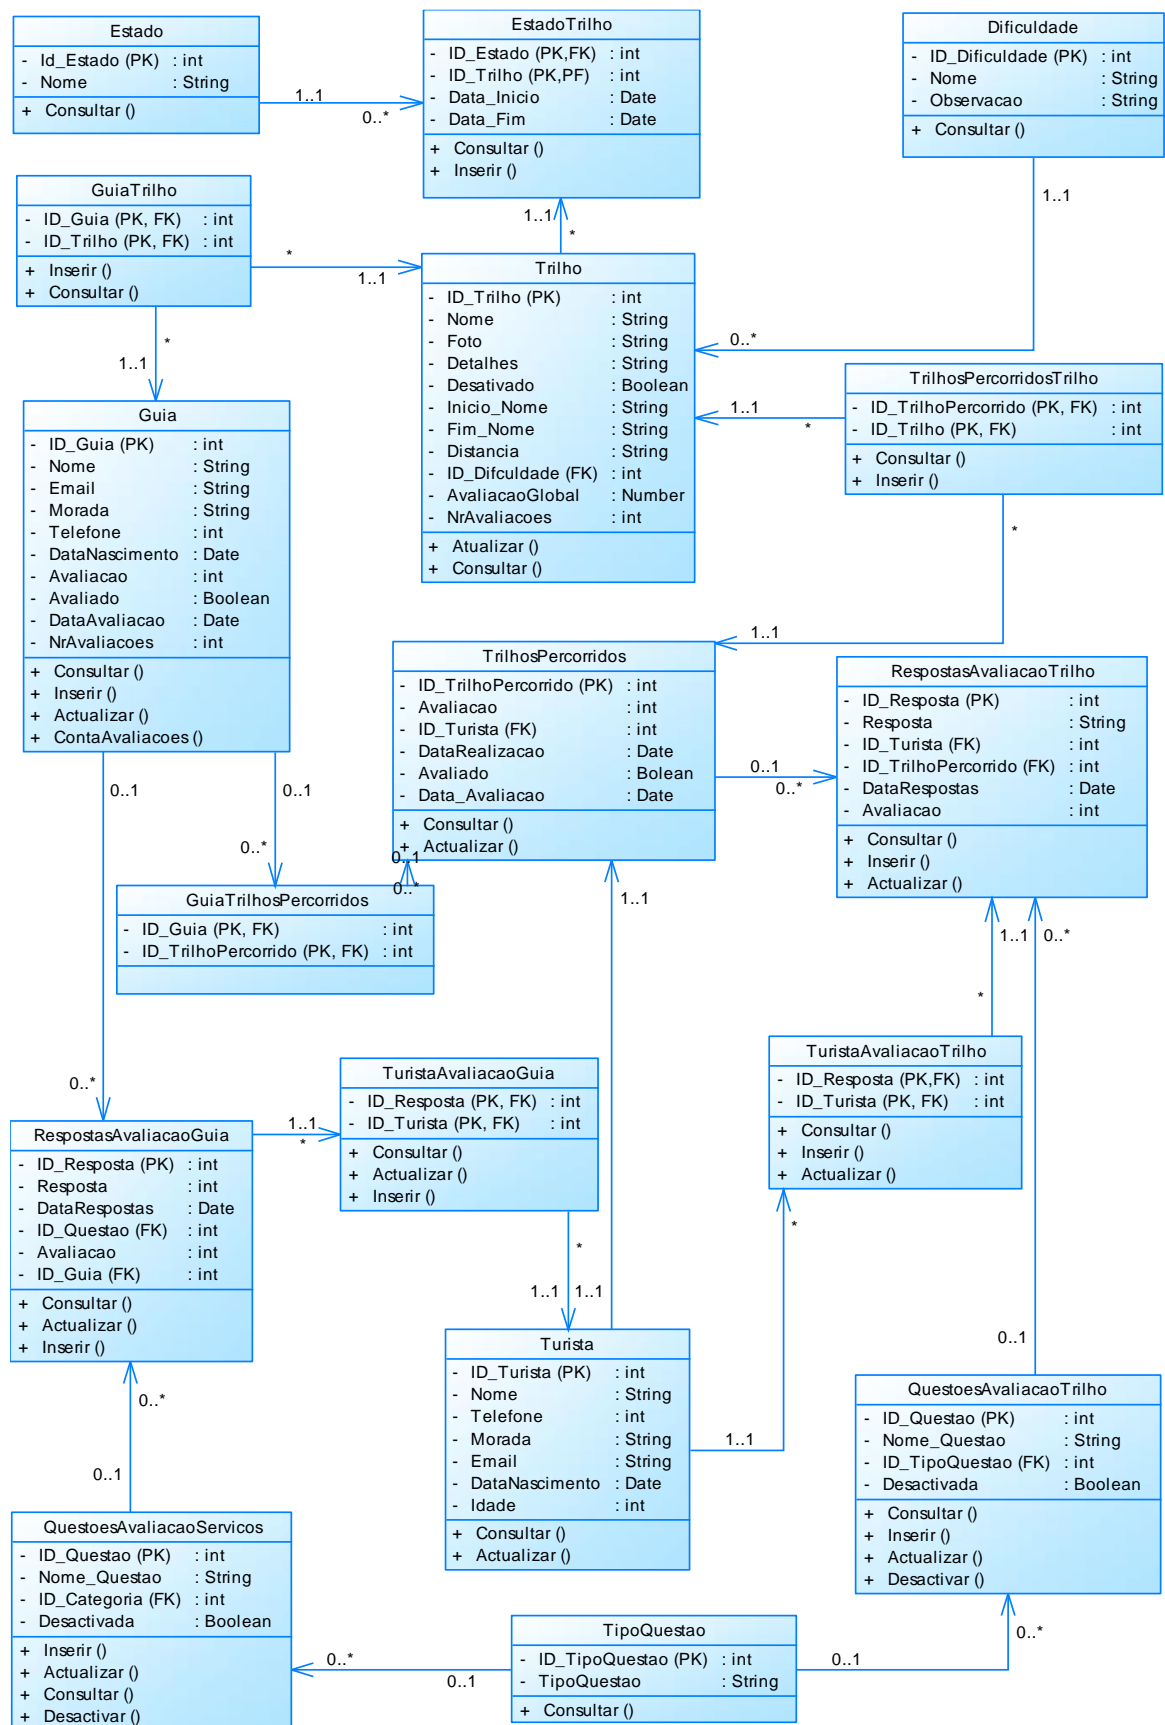 Estado
- Id_Estado (PK) : int
- Nome : String
+ Consultar ()
EstadoTrilho
- ID_Estado (PK,FK) : int
- ID_Trilho (PK,PF) : int
- Data_Inicio : Date
- Data_Fim : Date
+ Consultar ()
+ Inserir ()
Dificuldade
- ID_Dificuldade (PK) : int
- Nome : String
- Observacao : String
+ Consultar ()
1..1
0..*
1..1
1..1
*
GuiaTrilho
- ID_Guia (PK, FK) : int
- ID_Trilho (PK, FK) : int
+ Inserir ()
+ Consultar ()
*
1..1
*
1..1
Trilho
- ID_Trilho (PK) : int
- Nome : String
- Foto : String
- Detalhes : String
- Desativado : Boolean
- Inicio_Nome : String
- Fim_Nome : String
- Distancia : String
- ID_Difculdade (FK) : int
- AvaliacaoGlobal : Number
- NrAvaliacoes : int
+ Atualizar ()
+ Consultar ()
0..*
1..1
*
TrilhosPercorridosTrilho
- ID_TrilhoPercorrido (PK, FK) : int
- ID_Trilho (PK, FK) : int
+ Consultar ()
+ Inserir ()
*
1..1
Guia
- ID_Guia (PK) : int
- Nome : String
- Email : String
- Morada : String
- Telefone : int
- DataNascimento : Date
- Avaliacao : int
- Avaliado : Boolean
- DataAvaliacao : Date
- NrAvaliacoes : int
+ Consultar ()
+ Inserir ()
+ Actualizar ()
+ ContaAvaliacoes ()
0..1
0..1
0..*
TrilhosPercorridos
- ID_TrilhoPercorrido (PK) : int
- Avaliacao : int
- ID_Turista (FK) : int
- DataRealizacao : Date
- Avaliado : Bolean
- Data_Avaliacao : Date
+ Consultar ()
+ Actualizar ()
0..1
0..*
0..1
0..*
1..1
RespostasAvaliacaoTrilho
- ID_Resposta (PK) : int
- Resposta : String
- ID_Turista (FK) : int
- ID_TrilhoPercorrido (FK) : int
- DataRespostas : Date
- Avaliacao : int
+ Consultar ()
+ Inserir ()
+ Actualizar ()
1..1
0..*
*
GuiaTrilhosPercorridos
- ID_Guia (PK, FK) : int
- ID_TrilhoPercorrido (PK, FK) : int
0..*
TuristaAvaliacaoGuia
- ID_Resposta (PK, FK) : int
- ID_Turista (PK, FK) : int
+ Consultar ()
+ Actualizar ()
+ Inserir ()
TuristaAvaliacaoTrilho
- ID_Resposta (PK,FK) : int
- ID_Turista (PK, FK) : int
+ Consultar ()
+ Inserir ()
+ Actualizar ()
1..1
*
RespostasAvaliacaoGuia
- ID_Resposta (PK) : int
- Resposta : int
- DataRespostas : Date
- ID_Questao (FK) : int
- Avaliacao : int
- ID_Guia (FK) : int
+ Consultar ()
+ Actualizar ()
+ Inserir ()
*
*
1..1
1..1
0..1
0..*
0..1
Turista
- ID_Turista (PK) : int
- Nome : String
- Telefone : int
- Morada : String
- Email : String
- DataNascimento : Date
- Idade : int
+ Consultar ()
+ Actualizar ()
1..1
QuestoesAvaliacaoTrilho
- ID_Questao (PK) : int
- Nome_Questao : String
- ID_TipoQuestao (FK) : int
- Desactivada : Boolean
+ Consultar ()
+ Inserir ()
+ Actualizar ()
+ Desactivar ()
QuestoesAvaliacaoServicos
- ID_Questao (PK) : int
- Nome_Questao : String
- ID_Categoria (FK) : int
- Desactivada : Boolean
+ Inserir ()
+ Actualizar ()
+ Consultar ()
+ Desactivar ()
0..*
0..1
TipoQuestao
- ID_TipoQuestao (PK) : int
- TipoQuestao : String
+ Consultar ()
0..1
0..*